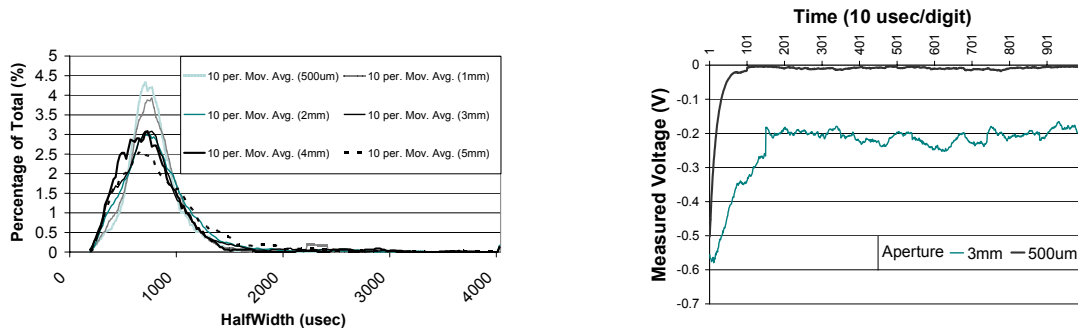 5
4.5
4
3.5
3
2.5
2
1.5
1
0.5
0
Percentage of Total (%)
10 per. Mov. Avg. (500um) 10 per. Mov. Avg. (1mm)
10 per. Mov. Avg. (2mm) 10 per. Mov. Avg. (3mm)
10 per. Mov. Avg. (4mm) 10 per. Mov. Avg. (5mm)
0 1000 2000 3000 4000
HalfWidth (usec)
Time (10 usec/digit)
1 101 201 301 401 501 601 701 801 901
0
-0.1
-0.2
-0.3
-0.4
-0.5
-0.6
-0.7
Measured Voltage (V)
Aperture 3mm 500um